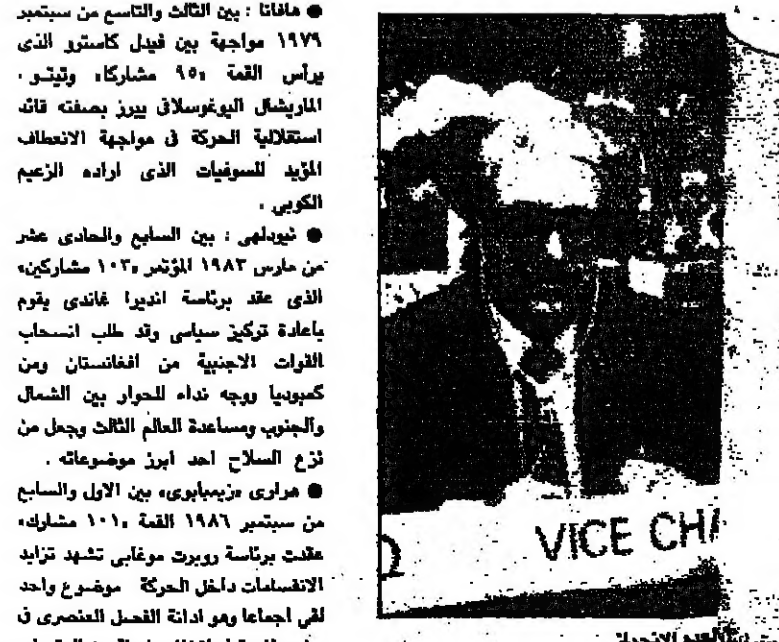 ● هافانا : بين الثالث والتاسع من سبتمبر
١٩٧٩ مواجهة بين فيدل كاسترو الذى
يرأس القمة «٩٥ مشاركا» وتيتو .
الماريشال اليوغوسلافى يبرز بصفته قائد
استقلالية الحركة فى مواجهة الانعطاف
المؤيد للسوفيات الذى اراده الزعيم
الكوبى .
● نيودلهى : بين السابع والحادى عشر
من مارس ١٩٨٣ المؤتمر «١٠٣ مشاركين»
الذى عقد برئاسة انديرا غاندى يقوم
باعادة تركيز سياسى وقد طلب انسحاب
القوات الاجنبية من افغانستان ومن
كمبوديا ووجه نداء للحوار بين الشمال
والجنوب ومساعدة العالم الثالث وجعل من
نزع السلاح احد ابرز موضوعاته .
● هرارى «زيمبابوى» بين الاول والسابع
من سبتمبر ١٩٨٦ القمة «١٠١ مشارك»
عقدت برئاسة روبرت موغابى تشهد تزايد
الانقسامات داخل الحركة موضوع واحد
لقى اجماعا وهو ادانة الفصل العنصرى فى
VICE CHA